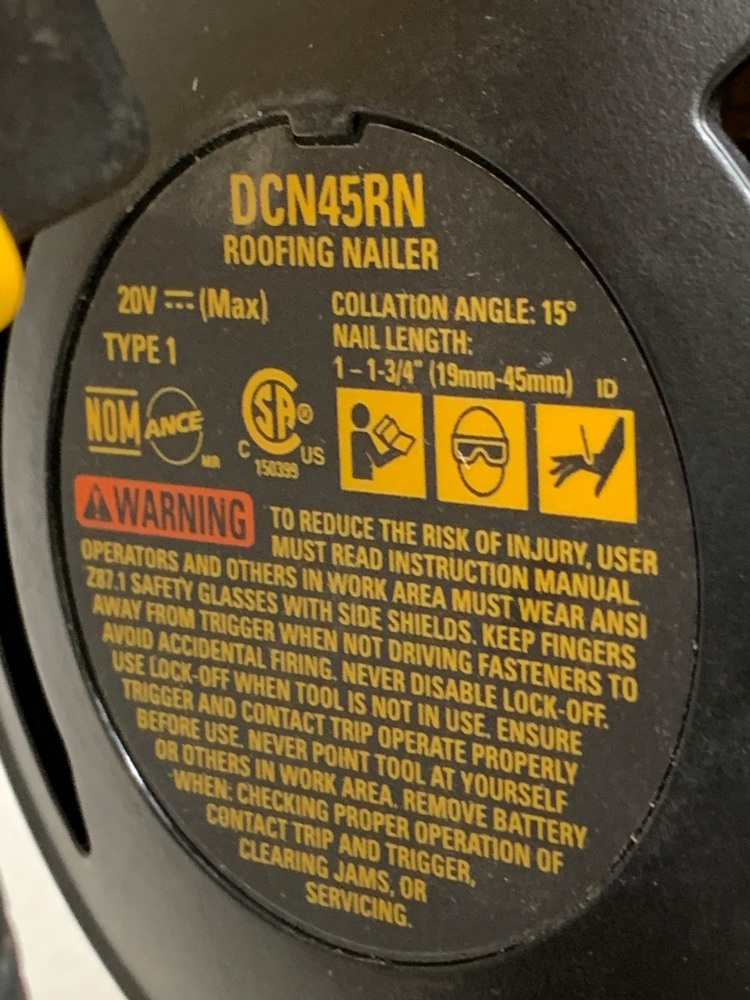 DCN45RN
ROOFING NAILER
20V ⎓ (Max)
TYPE 1
COLLATION ANGLE: 15°
NAIL LENGTH:
1 – 1-3/4" (19mm-45mm) ID
NOM ANCE
C SA ® US
150399
WARNING
TO REDUCE THE RISK OF INJURY, USER
MUST READ INSTRUCTION MANUAL.
OPERATORS AND OTHERS IN WORK AREA MUST WEAR ANSI
Z87.1 SAFETY GLASSES WITH SIDE SHIELDS. KEEP FINGERS
AWAY FROM TRIGGER WHEN NOT DRIVING FASTENERS TO
AVOID ACCIDENTAL FIRING. NEVER DISABLE LOCK-OFF.
USE LOCK-OFF WHEN TOOL IS NOT IN USE. ENSURE
TRIGGER AND CONTACT TRIP OPERATE PROPERLY
BEFORE USE. NEVER POINT TOOL AT YOURSELF
OR OTHERS IN WORK AREA. REMOVE BATTERY
WHEN: CHECKING PROPER OPERATION OF
CONTACT TRIP AND TRIGGER,
CLEARING JAMS, OR
SERVICING.